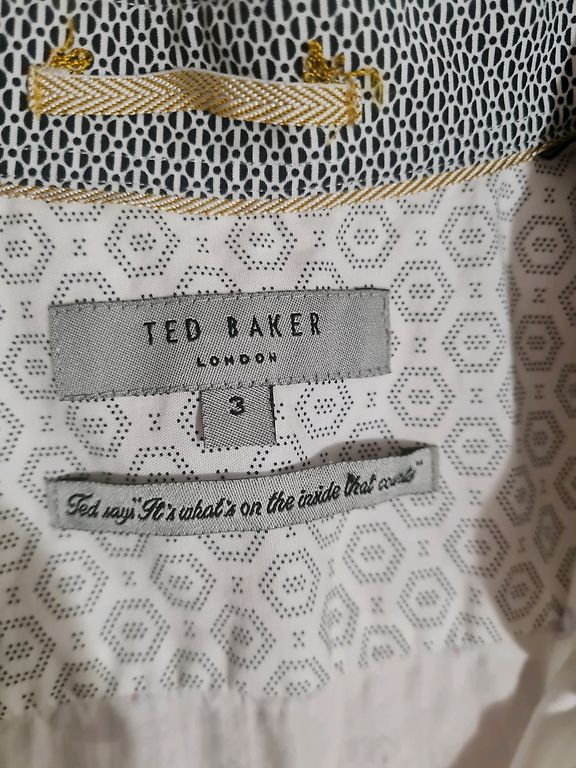 TED BAKER
LONDON
3
Ted says "It's what's on the inside that counts"